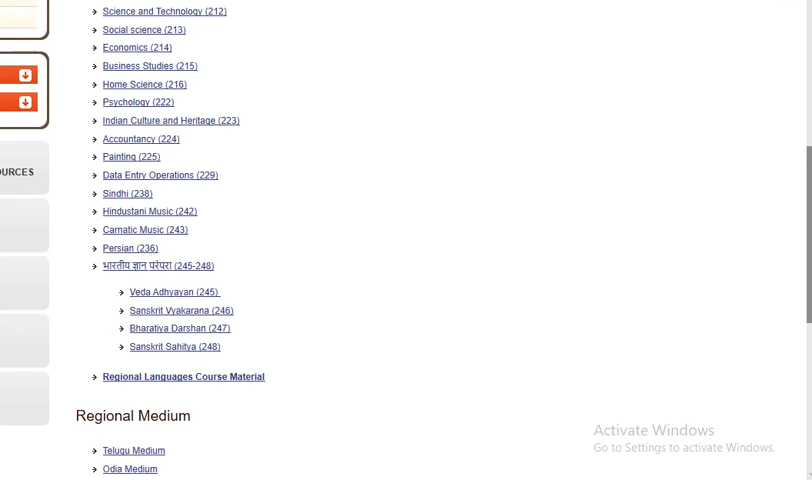 Science and Technology (212)
Social science (213)
Economics (214)
Business Studies (215)
Home Science (216)
Psychology (222)
Indian Culture and Heritage (223)
Accountancy (224)
Painting (225)
OURCES
Data Entry Operations (229)
Sindhi (238)
Hindustani Music (242)
Carnatic Music (243)
Persian (236)
भारतीय ज्ञान परंपरा (245-248)
Veda Adhyayan (245)
Sanskrit Vyakarana (246)
Bharatiya Darshan (247)
Sanskrit Sahitya (248)
Regional Languages Course Material
Regional Medium
Telugu Medium
Odia Medium
Activate Windows
Go to Settings to activate Windows.